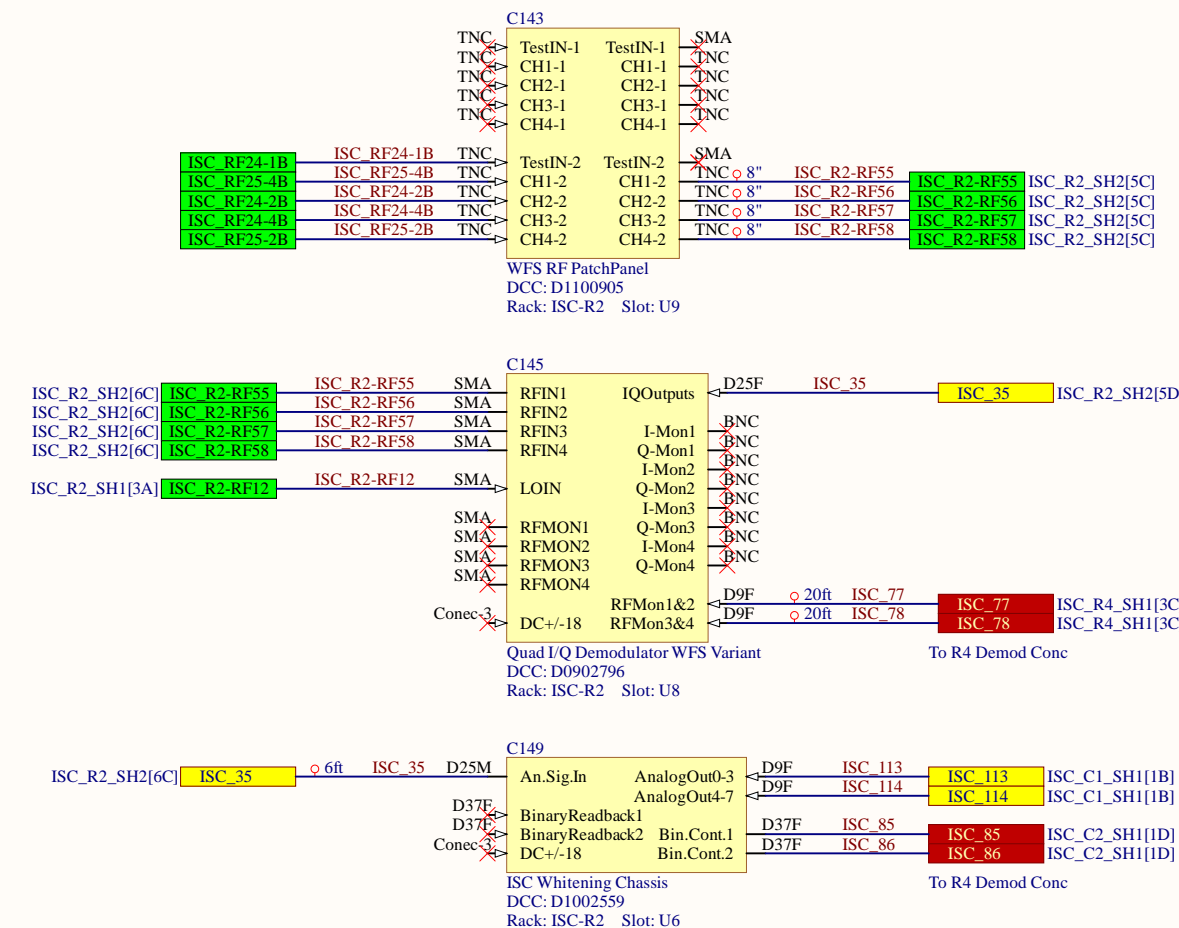 C143
TNC TestIN-1 TestIN-1 SMA
TNC CH1-1 CH1-1 TNC
TNC CH2-1 CH2-1 TNC
TNC CH3-1 CH3-1 TNC
TNC CH4-1 CH4-1 TNC
ISC_RF24-1B ISC_RF24-1B TNC TestIN-2 TestIN-2 SMA
ISC_RF25-4B ISC_RF25-4B TNC CH1-2 CH1-2 TNC 8" ISC_R2-RF55 ISC_R2-RF55 ISC_R2_SH2[5C]
ISC_RF24-2B ISC_RF24-2B TNC CH2-2 CH2-2 TNC 8" ISC_R2-RF56 ISC_R2-RF56 ISC_R2_SH2[5C]
ISC_RF24-4B ISC_RF24-4B TNC CH3-2 CH3-2 TNC 8" ISC_R2-RF57 ISC_R2-RF57 ISC_R2_SH2[5C]
ISC_RF25-2B ISC_RF25-2B TNC CH4-2 CH4-2 TNC 8" ISC_R2-RF58 ISC_R2-RF58 ISC_R2_SH2[5C]
WFS RF PatchPanel
DCC: D1100905
Rack: ISC-R2 Slot: U9
C145
ISC_R2_SH2[6C] ISC_R2-RF55 ISC_R2-RF55 SMA RFIN1 IQOutputs D25F ISC_35 ISC_35 ISC_R2_SH2[5D
ISC_R2_SH2[6C] ISC_R2-RF56 ISC_R2-RF56 SMA RFIN2
ISC_R2_SH2[6C] ISC_R2-RF57 ISC_R2-RF57 SMA RFIN3 I-Mon1 BNC
ISC_R2_SH2[6C] ISC_R2-RF58 ISC_R2-RF58 SMA RFIN4 Q-Mon1 BNC
I-Mon2 BNC
ISC_R2_SH1[3A] ISC_R2-RF12 ISC_R2-RF12 SMA LOIN Q-Mon2 BNC
I-Mon3 BNC
SMA RFMON1 Q-Mon3 BNC
SMA RFMON2 I-Mon4 BNC
SMA RFMON3 Q-Mon4 BNC
SMA RFMON4
RFMon1&2 D9F 20ft ISC_77 ISC_77 ISC_R4_SH1[3C
Conec-3 DC+/-18 RFMon3&4 D9F 20ft ISC_78 ISC_78 ISC_R4_SH1[3C
Quad I/Q Demodulator WFS Variant To R4 Demod Conc
DCC: D0902796
Rack: ISC-R2 Slot: U8
C149
ISC_R2_SH2[6C] ISC_35 6ft ISC_35 D25M An.Sig.In AnalogOut0-3 D9F ISC_113 ISC_113 ISC_C1_SH1[1B]
AnalogOut4-7 D9F ISC_114 ISC_114 ISC_C1_SH1[1B]
D37F BinaryReadback1
D37F BinaryReadback2 Bin.Cont.1 D37F ISC_85 ISC_85 ISC_C2_SH1[1D]
Conec-3 DC+/-18 Bin.Cont.2 D37F ISC_86 ISC_86 ISC_C2_SH1[1D]
ISC Whitening Chassis To R4 Demod Conc
DCC: D1002559
Rack: ISC-R2 Slot: U6